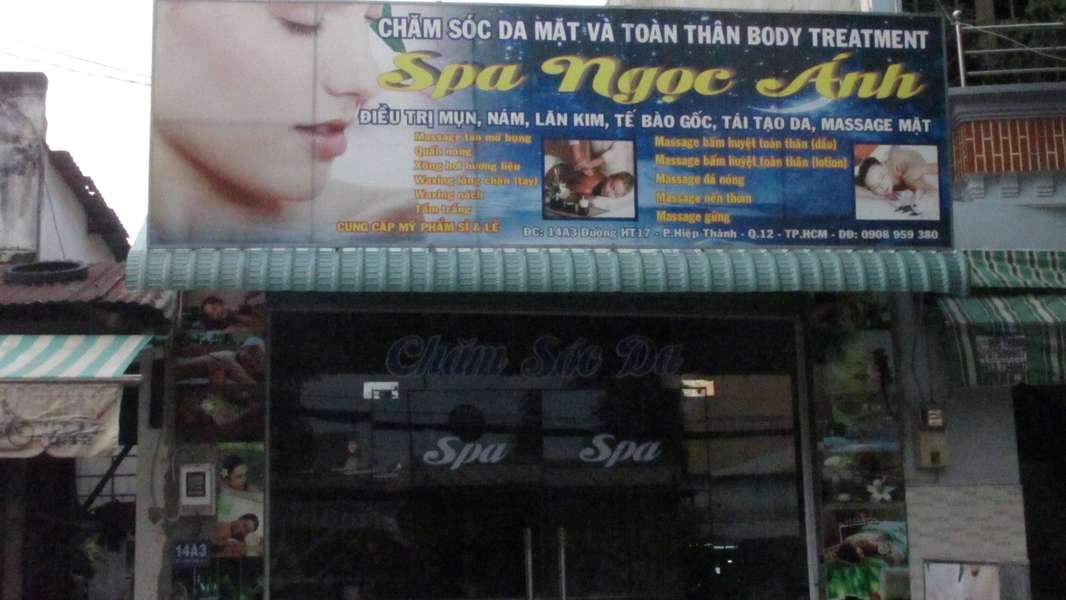 CHĂM SÓC DA MẶT VÀ TOÀN THÂN BODY TREATMENT
Spa Ngọc Ánh
ĐIỀU TRỊ MỤN, NÁM, LĂN KIM, TẾ BÀO GỐC, TÁI TẠO DA, MASSAGE MẶT
Massage tan mỡ bụng
Quấn nóng
Xông hơi hương liệu
Waxing lông chân (tay)
Waxing nách
Tắm trắng
Massage bấm huyệt toàn thân (dầu)
Massage bấm huyệt toàn thân (lotion)
Massage đá nóng
Massage nến thơm
Massage gừng
CUNG CẤP MỸ PHẨM SỈ & LẺ
ĐC: 14A3 Đường HT17 - P.Hiệp Thành - Q.12 - TP.HCM - DĐ: 0908 959 380
Chăm Sóc Da
Spa
Spa
14A3